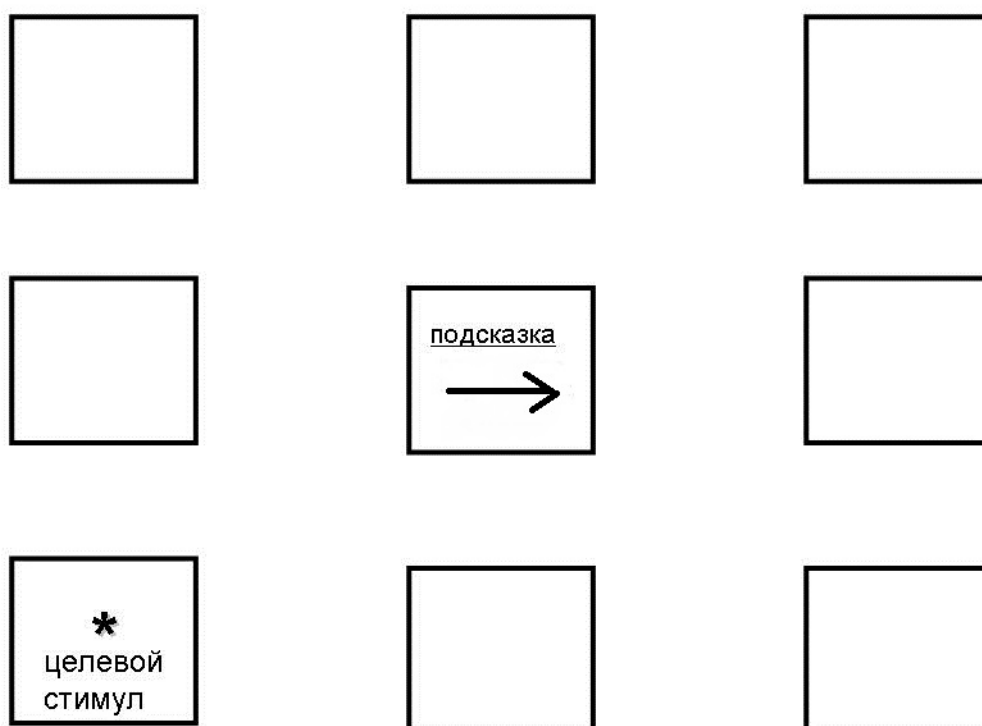 подсказка
*
целевой
стимул